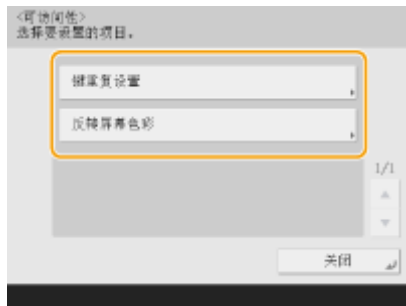 <可访问性>
选择要设置的项目。
键重复设置
反转屏幕色彩
1/1
关闭